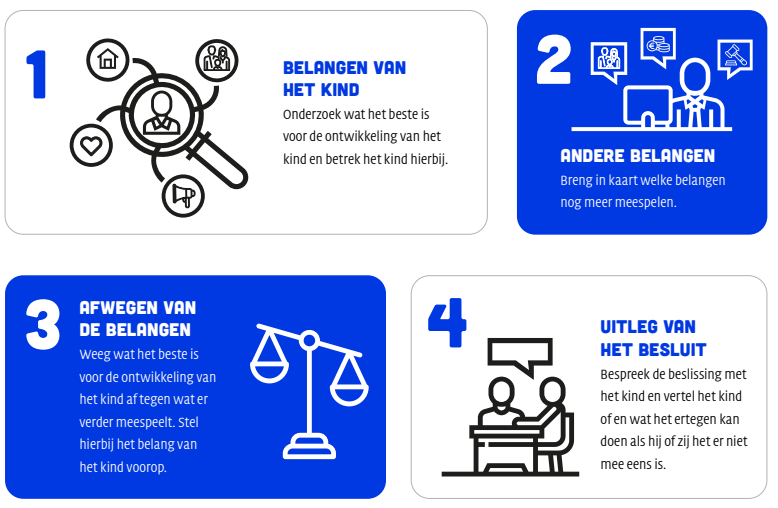 1
BELANGEN VAN
HET KIND
Onderzoek wat het beste is
voor de ontwikkeling van het
kind en betrek het kind hierbij.
2
ANDERE BELANGEN
Breng in kaart welke belangen
nog meer meespelen.
3
AFWEGEN VAN
DE BELANGEN
Weeg wat het beste is
voor de ontwikkeling van
het kind af tegen wat er
verder meespeelt. Stel
hierbij het belang van
het kind voorop.
4
UITLEG VAN
HET BESLUIT
Bespreek de beslissing met
het kind en vertel het kind
of en wat het ertegen kan
doen als hij of zij het er niet
mee eens is.